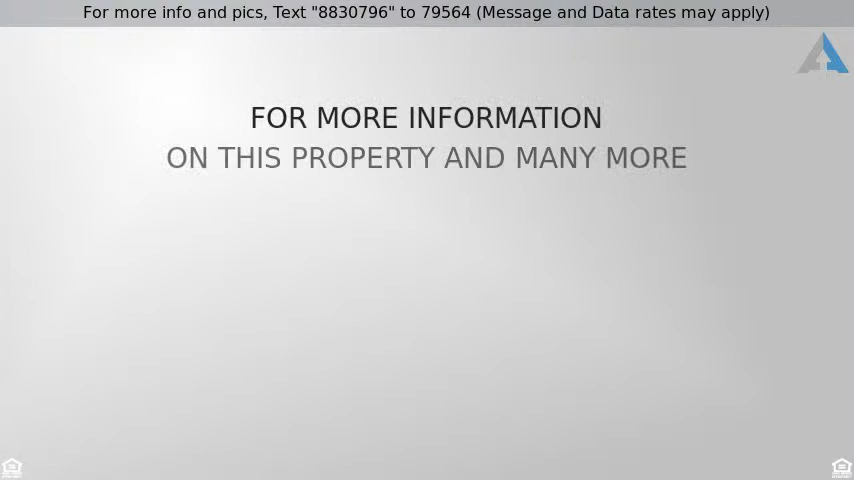 For more info and pics, Text "8830796" to 79564 (Message and Data rates may apply)
FOR MORE INFORMATION
ON THIS PROPERTY AND MANY MORE